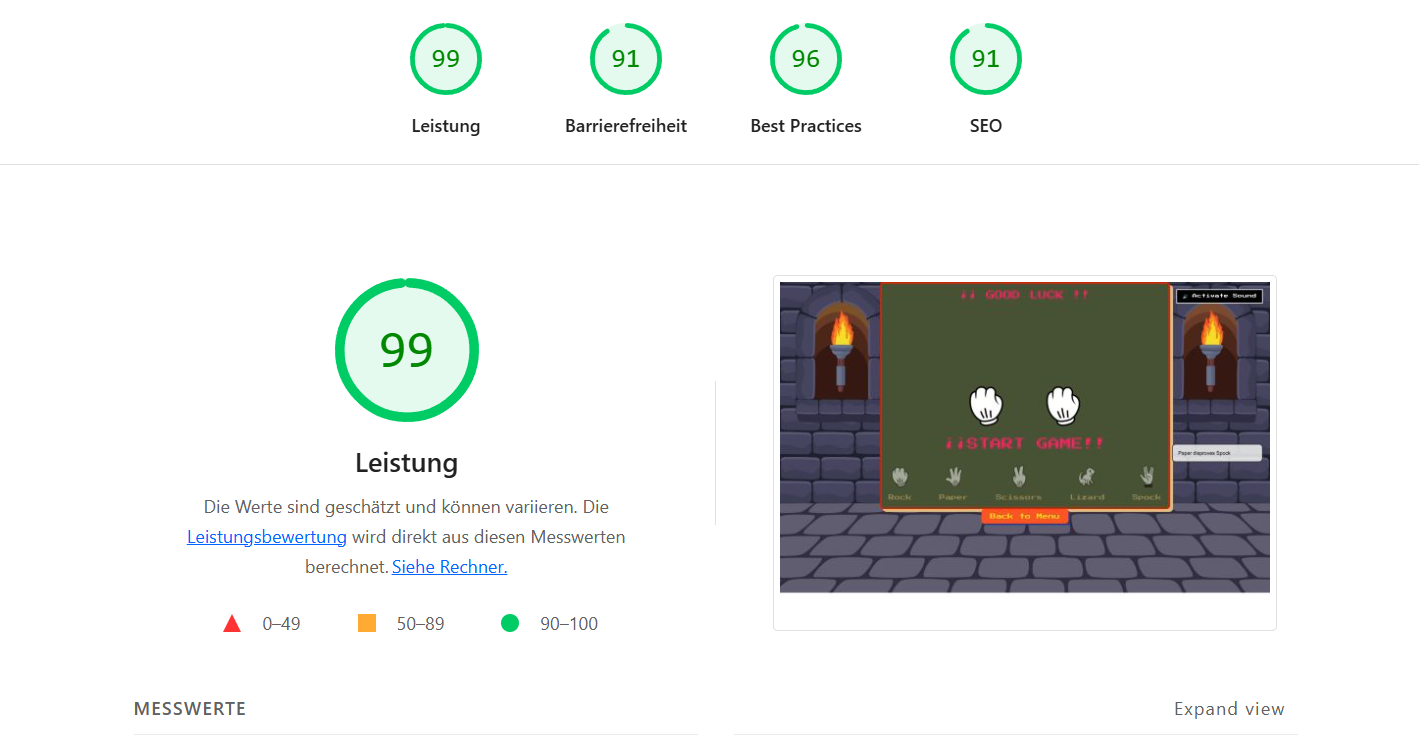 99
91
96
91
Leistung
Barrierefreiheit
Best Practices
SEO
99
Leistung
Die Werte sind geschätzt und können variieren. Die
Leistungsbewertung wird direkt aus diesen Messwerten
berechnet. Siehe Rechner.
0–49
50–89
90–100
¡¡ GOOD LUCK !!
Activate Sound
¡¡START GAME!!
Paper disproves Spock
Rock
Paper
Scissors
Lizard
Spock
Back to Menu
MESSWERTE
Expand view